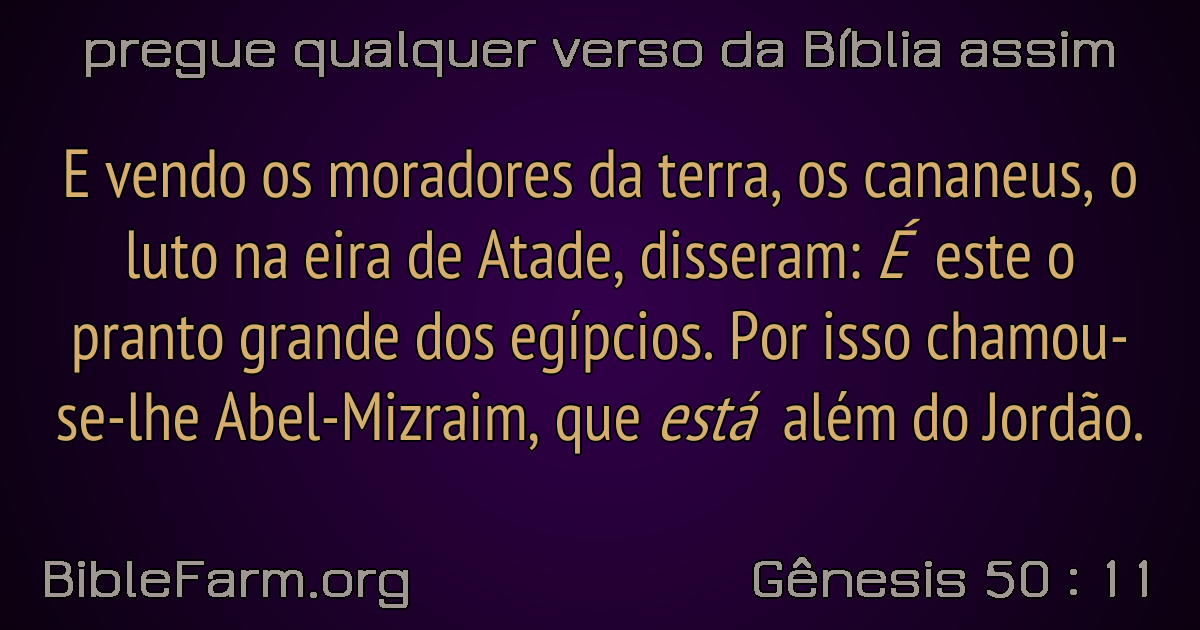 pregue qualquer verso da Bíblia assim
E vendo os moradores da terra, os cananeus, o
luto na eira de Atade, disseram: É este o
pranto grande dos egípcios. Por isso chamou-
se-lhe Abel-Mizraim, que está além do Jordão.
BibleFarm.org
Gênesis 50 : 11